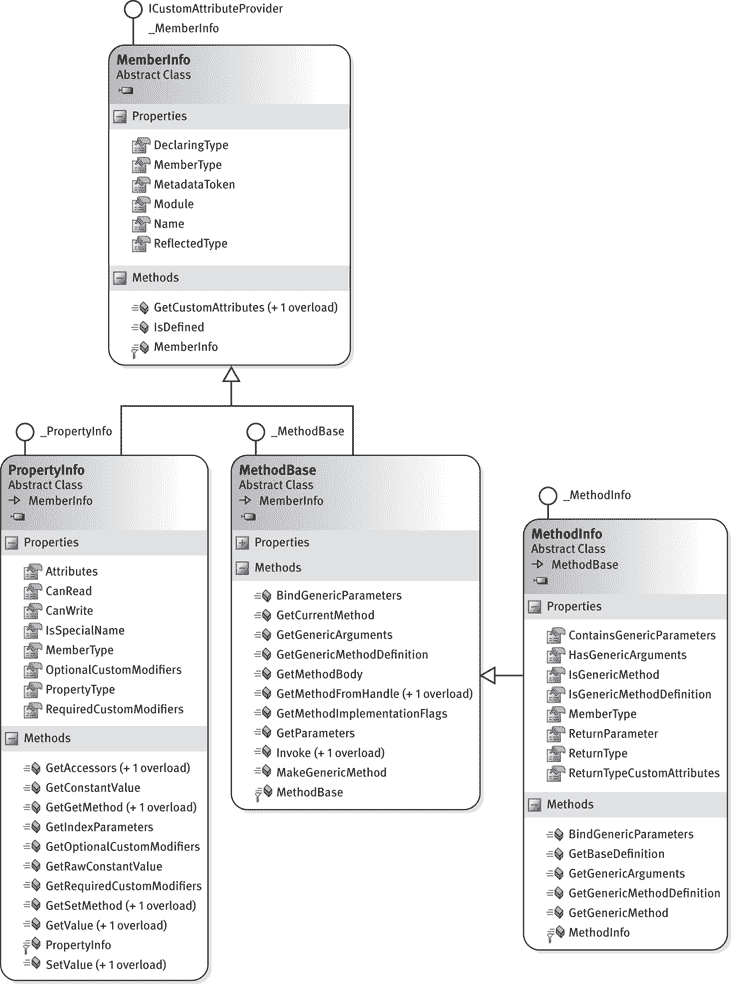 ICustomAttributeProvider
_MemberInfo
MemberInfo
Abstract Class
Properties
DeclaringType
MemberType
MetadataToken
Module
Name
ReflectedType
Methods
GetCustomAttributes (+ 1 overload)
IsDefined
MemberInfo
_PropertyInfo
PropertyInfo
Abstract Class
MemberInfo
Properties
Attributes
CanRead
CanWrite
IsSpecialName
MemberType
OptionalCustomModifiers
PropertyType
RequiredCustomModifiers
Methods
GetAccessors (+ 1 overload)
GetConstantValue
GetGetMethod (+ 1 overload)
GetIndexParameters
GetOptionalCustomModifiers
GetRawConstantValue
GetRequiredCustomModifiers
GetSetMethod (+ 1 overload)
GetValue (+ 1 overload)
PropertyInfo
SetValue (+ 1 overload)
_MethodBase
MethodBase
Abstract Class
MemberInfo
Properties
Methods
BindGenericParameters
GetCurrentMethod
GetGenericArguments
GetGenericMethodDefinition
GetMethodBody
GetMethodFromHandle (+ 1 overload)
GetMethodImplementationFlags
GetParameters
Invoke (+ 1 overload)
MakeGenericMethod
MethodBase
_MethodInfo
MethodInfo
Abstract Class
MethodBase
Properties
ContainsGenericParameters
HasGenericArguments
IsGenericMethod
IsGenericMethodDefinition
MemberType
ReturnParameter
ReturnType
ReturnTypeCustomAttributes
Methods
BindGenericParameters
GetBaseDefinition
GetGenericArguments
GetGenericMethodDefinition
GetGenericMethod
MethodInfo